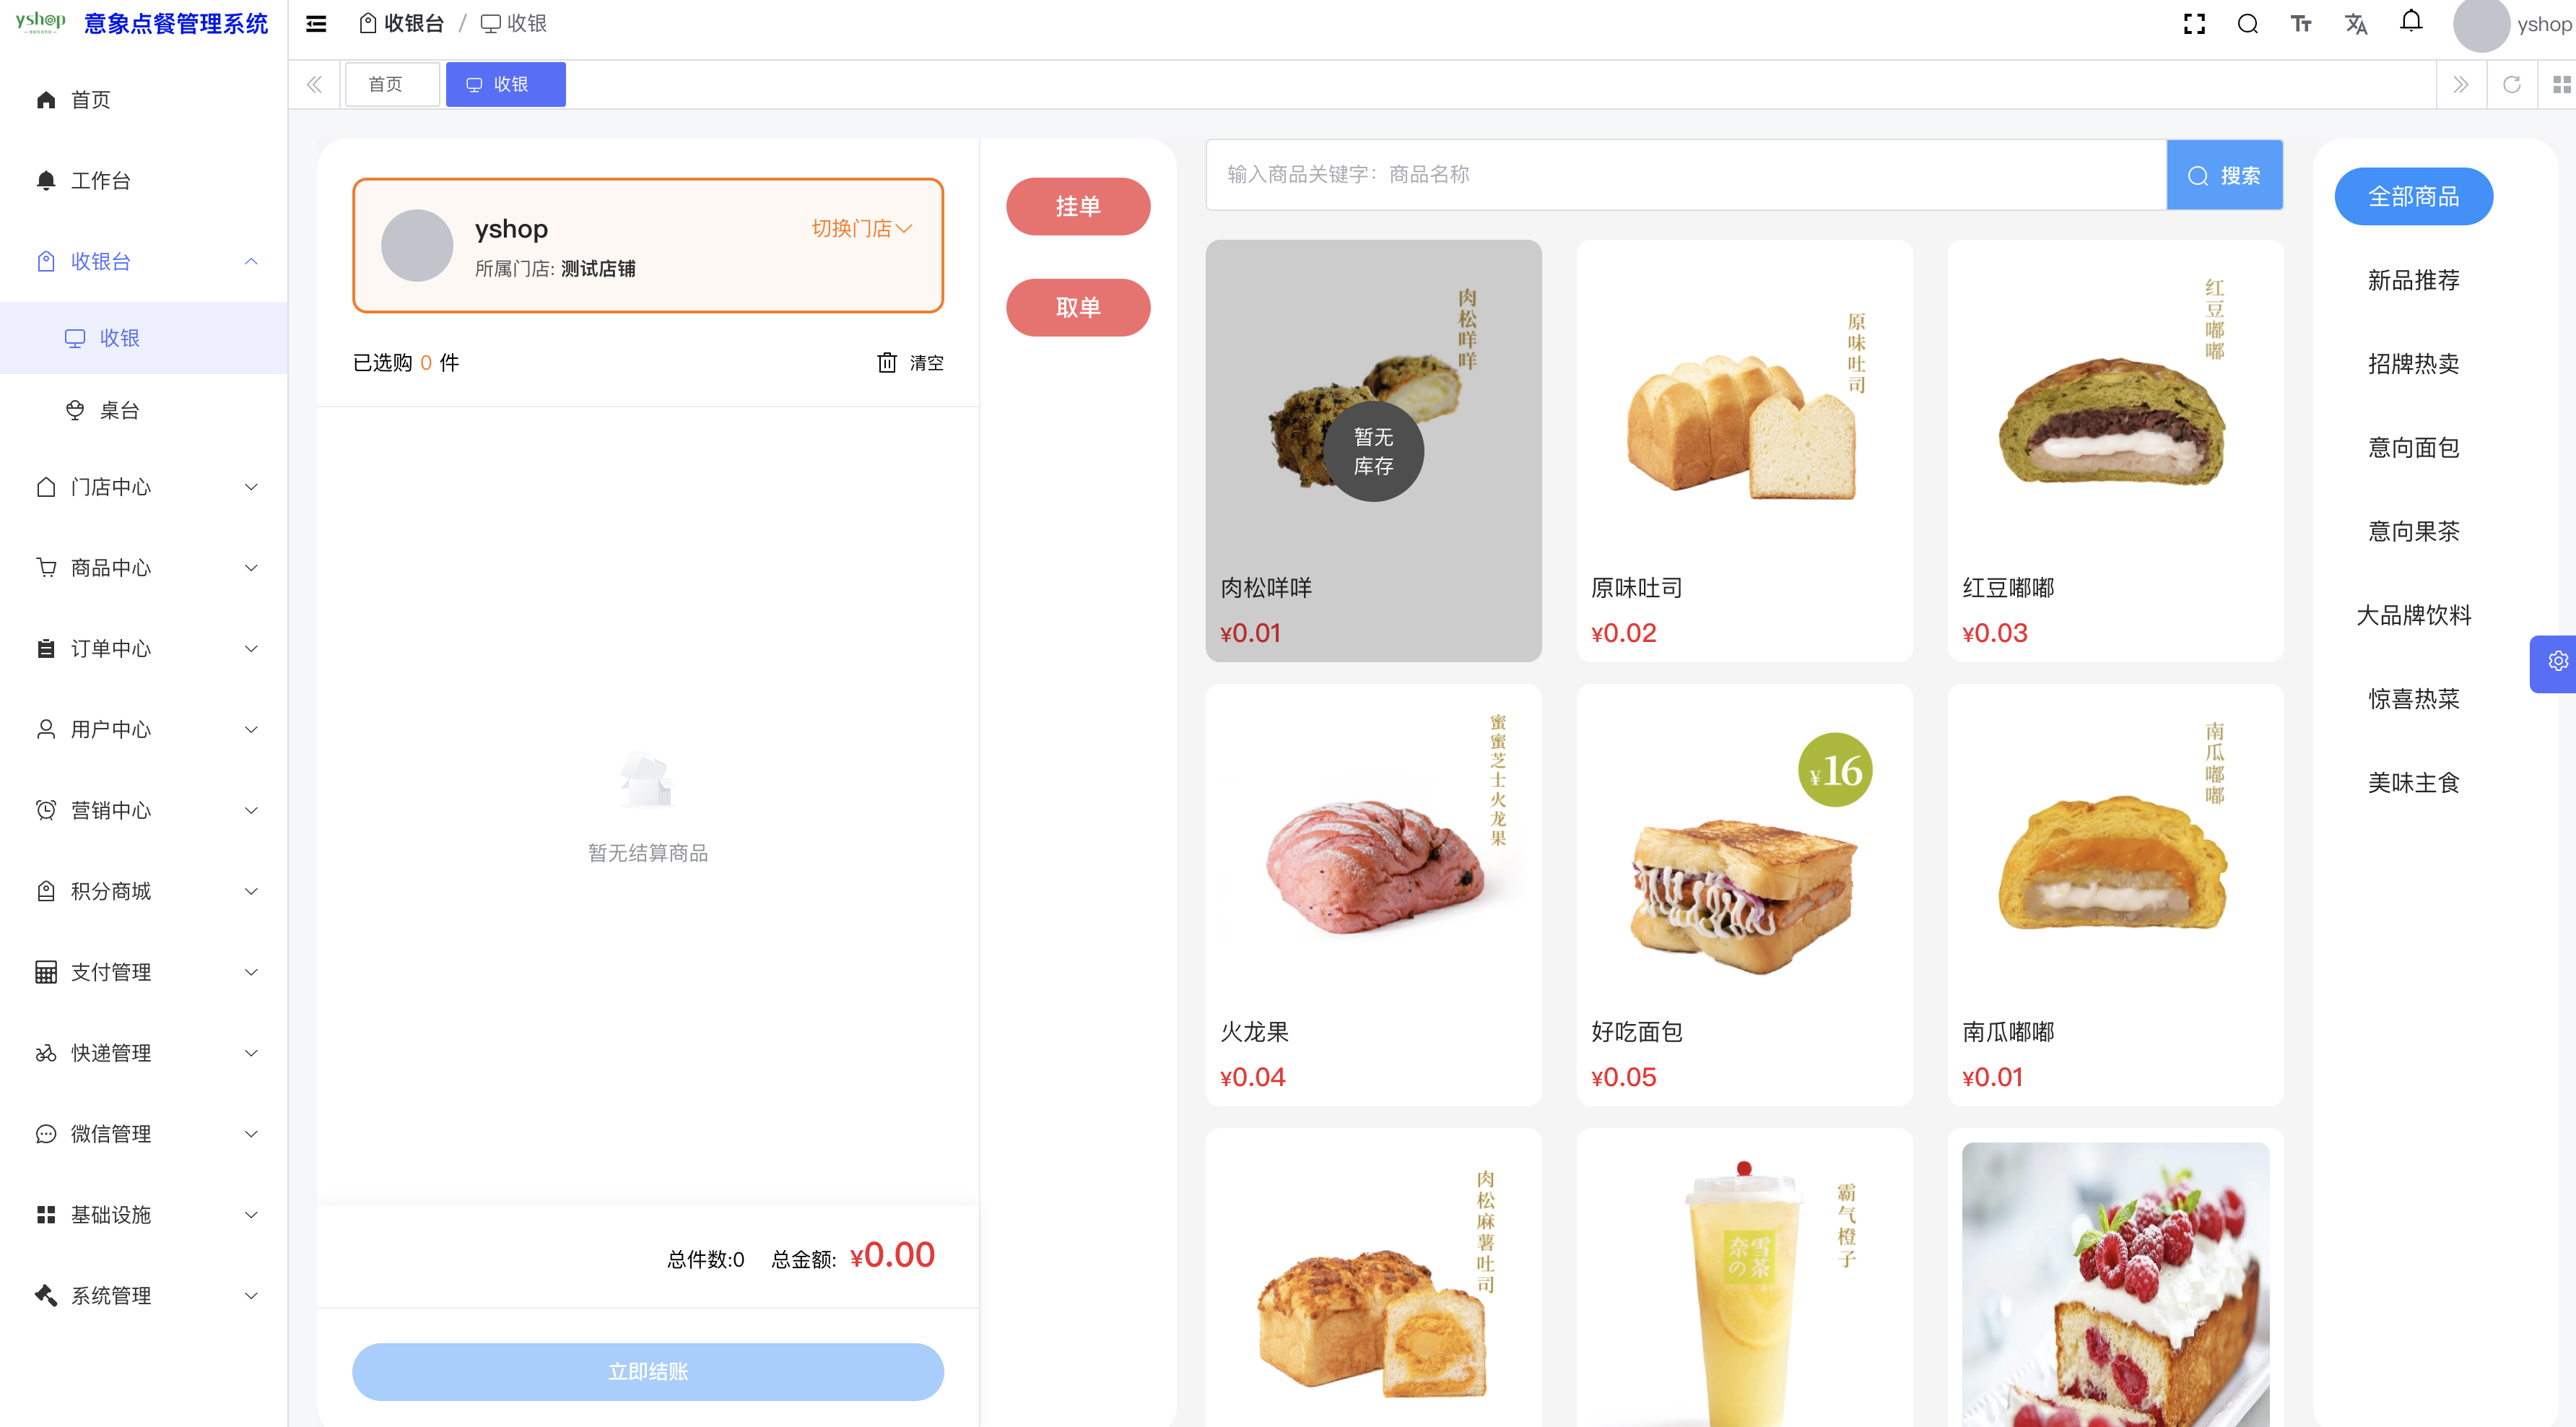 yshop
意象点餐管理系统
首页
工作台
收银台
收银
桌台
门店中心
商品中心
订单中心
用户中心
营销中心
积分商城
支付管理
快递管理
微信管理
基础设施
系统管理
收银台 / 收银
yshop
首页
收银
yshop
切换门店
所属门店: 测试店铺
已选购 0 件
清空
暂无结算商品
总件数:0 总金额: ¥0.00
立即结账
挂单
取单
输入商品关键字：商品名称
搜索
肉松咩咩
暂无
库存
肉松咩咩
¥0.01
原味吐司
原味吐司
¥0.02
红豆嘟嘟
红豆嘟嘟
¥0.03
蜜蜜芝士火龙果
火龙果
¥0.04
¥16
好吃面包
¥0.05
南瓜嘟嘟
南瓜嘟嘟
¥0.01
肉松麻薯吐司
霸气橙子
奈雪
の茶
全部商品
新品推荐
招牌热卖
意向面包
意向果茶
大品牌饮料
惊喜热菜
美味主食